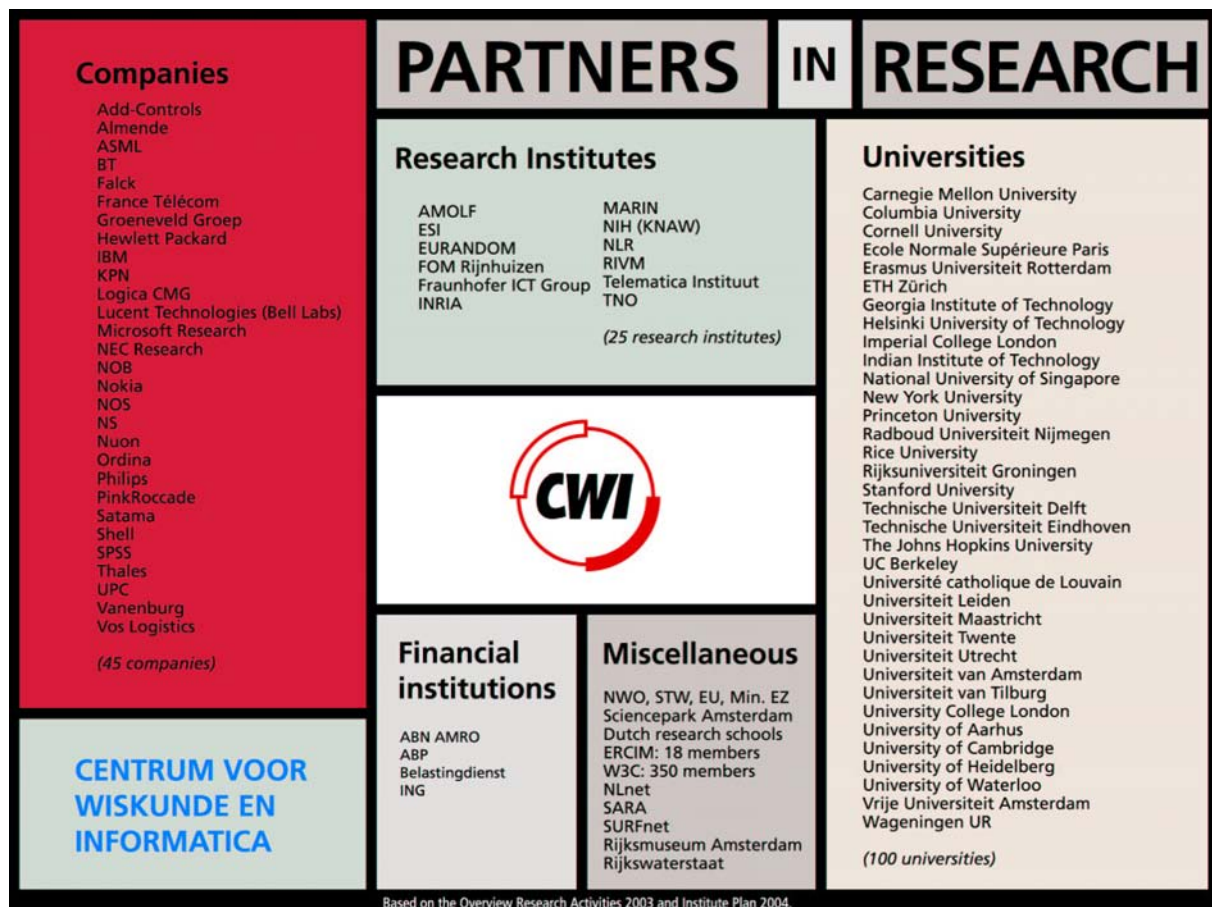 PARTNERS IN RESEARCH
Companies
Add-Controls
Almende
ASML
BT
Falck
France Télécom
Groeneveld Groep
Hewlett Packard
IBM
KPN
Logica CMG
Lucent Technologies (Bell Labs)
Microsoft Research
NEC Research
NOB
Nokia
NOS
NS
Nuon
Ordina
Philips
PinkRoccade
Satama
Shell
SPSS
Thales
UPC
Vanenburg
Vos Logistics
(45 companies)
CENTRUM VOOR
WISKUNDE EN
INFORMATICA
Research Institutes
AMOLF
ESI
EURANDOM
FOM Rijnhuizen
Fraunhofer ICT Group
INRIA
MARIN
NIH (KNAW)
NLR
RIVM
Telematica Instituut
TNO
(25 research institutes)
CWI
Financial
institutions
ABN AMRO
ABP
Belastingdienst
ING
Miscellaneous
NWO, STW, EU, Min. EZ
Sciencepark Amsterdam
Dutch research schools
ERCIM: 18 members
W3C: 350 members
NLnet
SARA
SURFnet
Rijksmuseum Amsterdam
Rijkswaterstaat
Universities
Carnegie Mellon University
Columbia University
Cornell University
Ecole Normale Supérieure Paris
Erasmus Universiteit Rotterdam
ETH Zürich
Georgia Institute of Technology
Helsinki University of Technology
Imperial College London
Indian Institute of Technology
National University of Singapore
New York University
Princeton University
Radboud Universiteit Nijmegen
Rice University
Rijksuniversiteit Groningen
Stanford University
Technische Universiteit Delft
Technische Universiteit Eindhoven
The Johns Hopkins University
UC Berkeley
Université catholique de Louvain
Universiteit Leiden
Universiteit Maastricht
Universiteit Twente
Universiteit Utrecht
Universiteit van Amsterdam
Universiteit van Tilburg
University College London
University of Aarhus
University of Cambridge
University of Heidelberg
University of Waterloo
Vrije Universiteit Amsterdam
Wageningen UR
(100 universities)
Based on the Overview Research Activities 2003 and Institute Plan 2004.